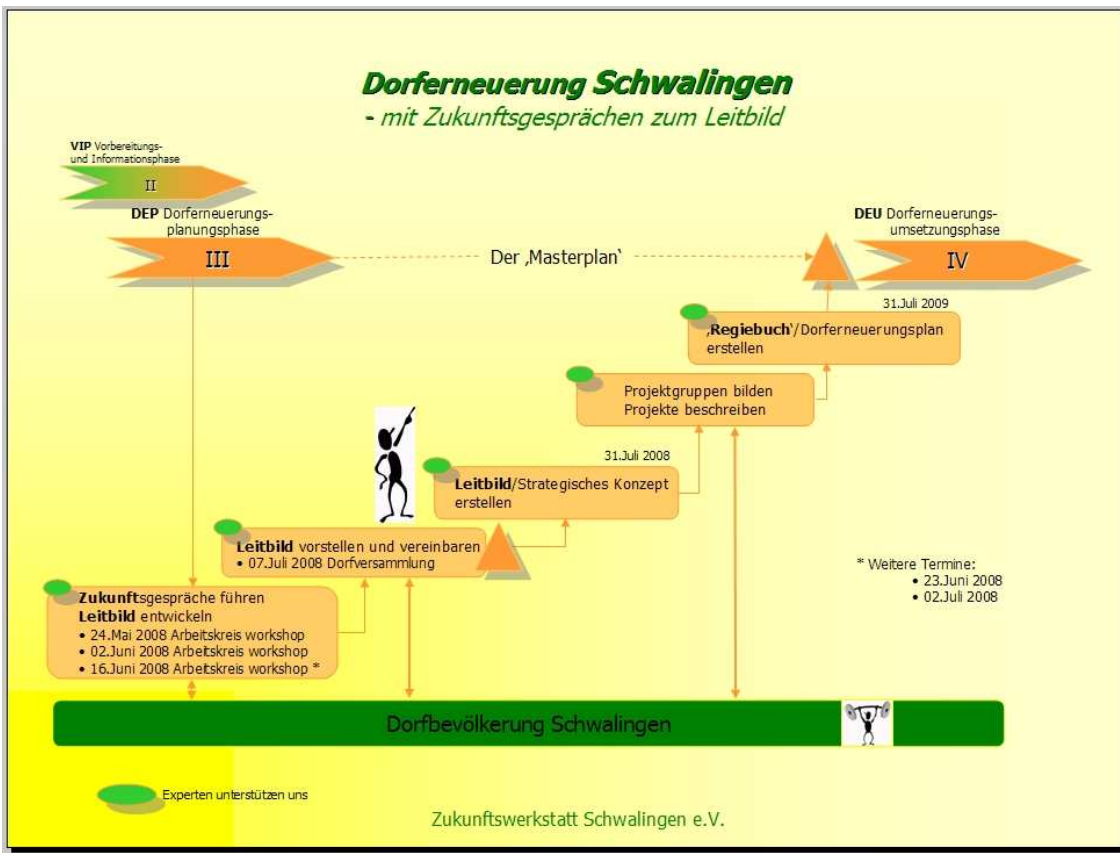 Dorferneuerung Schwalingen
- mit Zukunftsgesprächen zum Leitbild
VIP Vorbereitungs-
und Informationsphase
II
DEP Dorferneuerungs-
planungsphase
III
Der ‚Masterplan‘
DEU Dorferneuerungs-
umsetzungsphase
IV
31.Juli 2009
‚Regiebuch‘/Dorferneuerungsplan
erstellen
Projektgruppen bilden
Projekte beschreiben
31.Juli 2008
Leitbild/Strategisches Konzept
erstellen
Leitbild vorstellen und vereinbaren
• 07.Juli 2008 Dorfversammlung
* Weitere Termine:
• 23.Juni 2008
• 02.Juli 2008
Zukunftsgespräche führen
Leitbild entwickeln
• 24.Mai 2008 Arbeitskreis workshop
• 02.Juni 2008 Arbeitskreis workshop
• 16.Juni 2008 Arbeitskreis workshop *
Dorfbevölkerung Schwalingen
Experten unterstützen uns
Zukunftswerkstatt Schwalingen e.V.